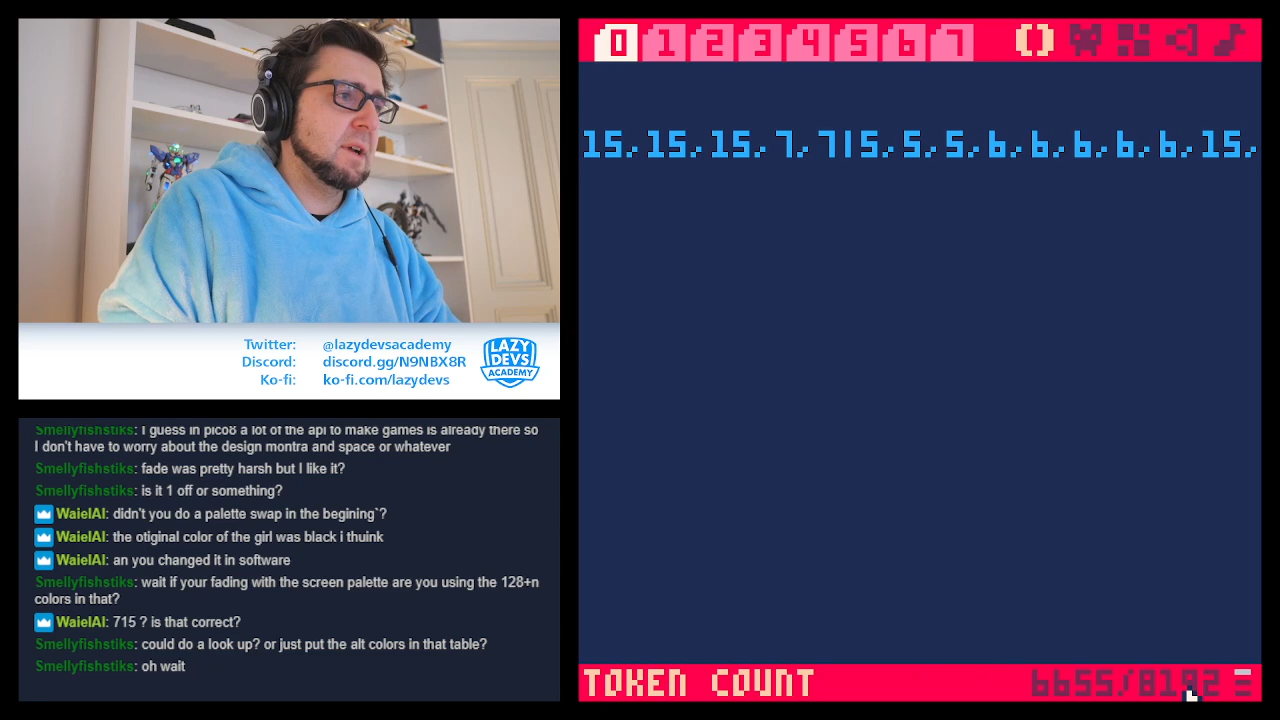 0 1 2 3 4 5 6 7 ()
15,15,15,7,7|5,5,5,6,6,6,6,6,15,
Twitter: @lazydevsacademy
Discord: discord.gg/N9NBX8R
Ko-fi: ko-fi.com/lazydevs
LAZY
DEVS
ACADEMY
Smellyfishstiks: I guess in pico8 a lot of the api to make games is already there so
I don't have to worry about the design montra and space or whatever
Smellyfishstiks: fade was pretty harsh but I like it?
Smellyfishstiks: is it 1 off or something?
WaielAl: didn't you do a palette swap in the begining`?
WaielAl: the otiginal color of the girl was black i thuink
WaielAl: an you changed it in software
Smellyfishstiks: wait if your fading with the screen palette are you using the 128+n
colors in that?
WaielAl: 715 ? is that correct?
Smellyfishstiks: could do a look up? or just put the alt colors in that table?
Smellyfishstiks: oh wait
TOKEN COUNT 6655/8192